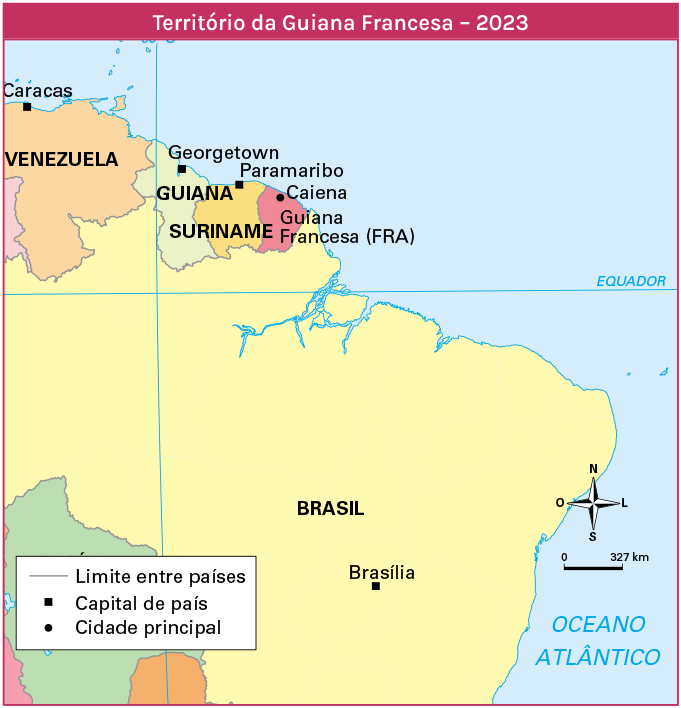 Território da Guiana Francesa – 2023
Caracas
VENEZUELA
Georgetown
Paramaribo
GUIANA
Caiena
SURINAME
Guiana
Francesa (FRA)
EQUADOR
BRASIL
N
O
L
S
0 327 km
Brasília
Limite entre países
Capital de país
Cidade principal
OCEANO
ATLÂNTICO